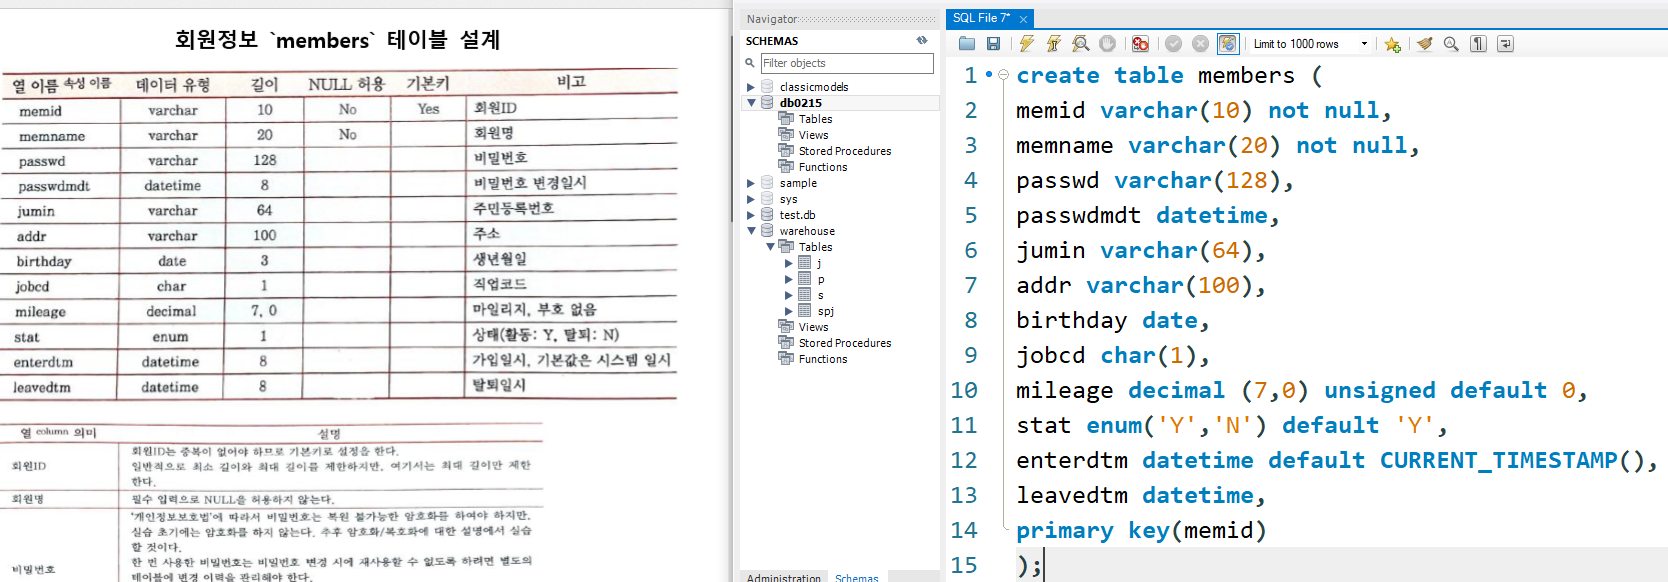 회원정보 `members` 테이블 설계
열 이름 속성 이름 데이터 유형 길이 NULL 허용 기본키 비고
memid varchar 10 No Yes 회원ID
memname varchar 20 No 회원명
passwd varchar 128 비밀번호
passwdmdt datetime 8 비밀번호 변경일시
jumin varchar 64 주민등록번호
addr varchar 100 주소
birthday date 3 생년월일
jobcd char 1 직업코드
mileage decimal 7, 0 마일리지, 부호 없음
stat enum 1 상태(활동: Y, 탈퇴: N)
enterdtm datetime 8 가입일시, 기본값은 시스템 일시
leavedtm datetime 8 탈퇴일시
열 column 의미 설명
회원ID
회원ID는 중복이 없어야 하므로 기본키로 설정을 한다.
일반적으로 최소 길이와 최대 길이를 제한하지만, 여기서는 최대 길이만 제한
한다.
회원명 필수 입력으로 NULL을 허용하지 않는다.
비밀번호
'개인정보보호법'에 따라서 비밀번호는 복원 불가능한 암호화를 하여야 하지만,
실습 초기에는 암호화를 하지 않는다. 추후 암호화/복호화에 대한 설명에서 실습
할 것이다.
한 번 사용한 비밀번호는 비밀번호 변경 시에 재사용할 수 없도록 하려면 별도의
테이블에 변경 이력을 관리해야 한다.
Navigator
SCHEMAS
Filter objects
classicmodels
db0215
Tables
Views
Stored Procedures
Functions
sample
sys
test.db
warehouse
Tables
j
p
s
spj
Views
Stored Procedures
Functions
Administration Schemas
SQL File 7* ×
Limit to 1000 rows
1 create table members (
2 memid varchar(10) not null,
3 memname varchar(20) not null,
4 passwd varchar(128),
5 passwdmdt datetime,
6 jumin varchar(64),
7 addr varchar(100),
8 birthday date,
9 jobcd char(1),
10 mileage decimal (7,0) unsigned default 0,
11 stat enum('Y','N') default 'Y',
12 enterdtm datetime default CURRENT_TIMESTAMP(),
13 leavedtm datetime,
14 primary key(memid)
15 );